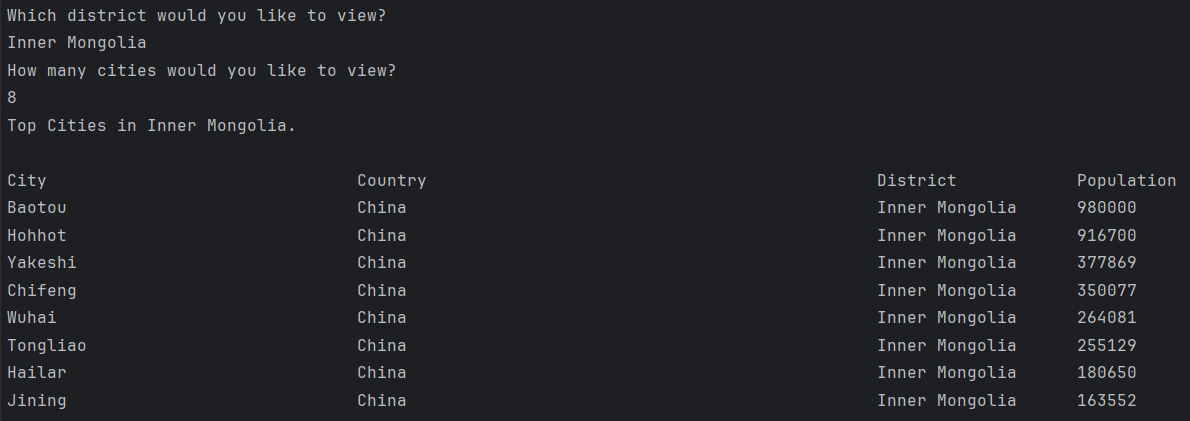 Which district would you like to view?
Inner Mongolia
How many cities would you like to view?
8
Top Cities in Inner Mongolia.

City Country District Population
Baotou China Inner Mongolia 980000
Hohhot China Inner Mongolia 916700
Yakeshi China Inner Mongolia 377869
Chifeng China Inner Mongolia 350077
Wuhai China Inner Mongolia 264081
Tongliao China Inner Mongolia 255129
Hailar China Inner Mongolia 180650
Jining China Inner Mongolia 163552